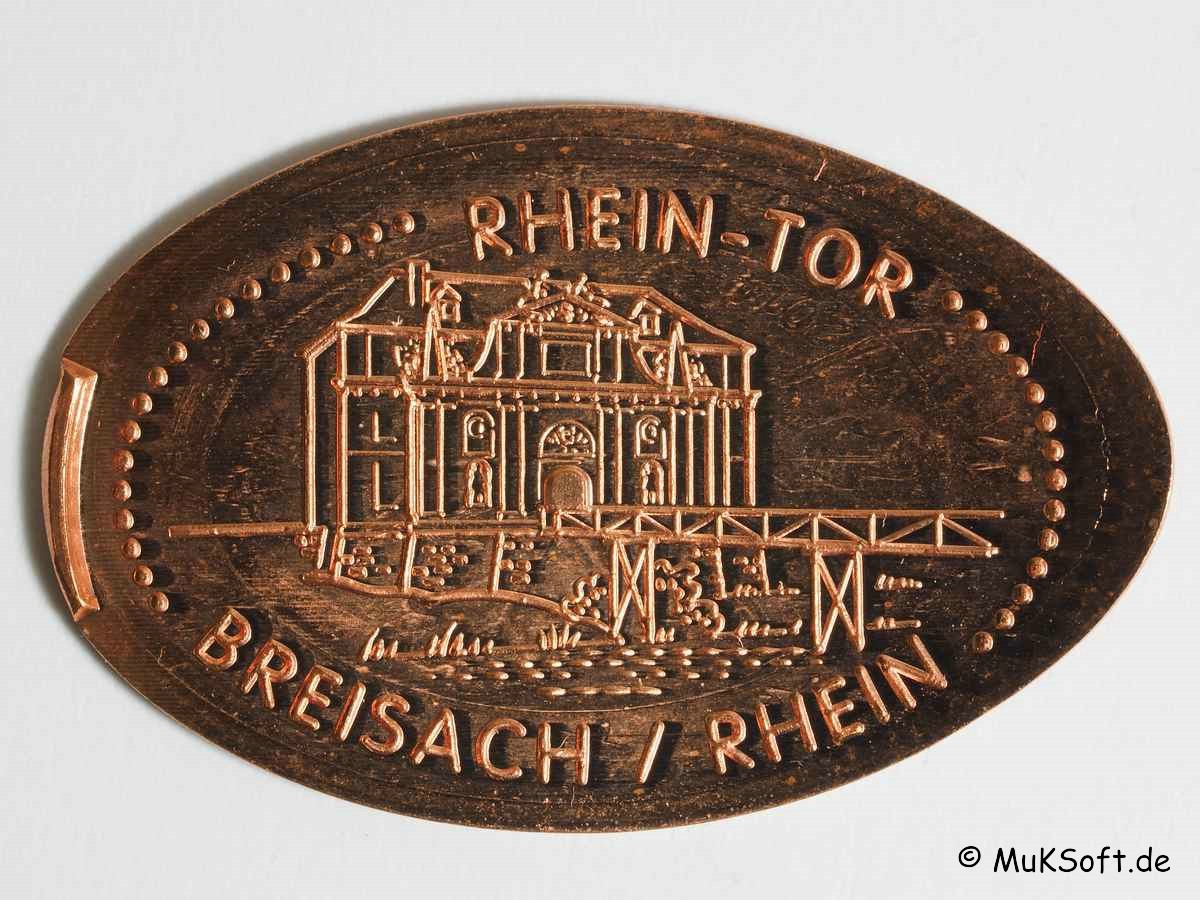 RHEIN-TOR
BREISACH / RHEIN
© MuKSoft.de